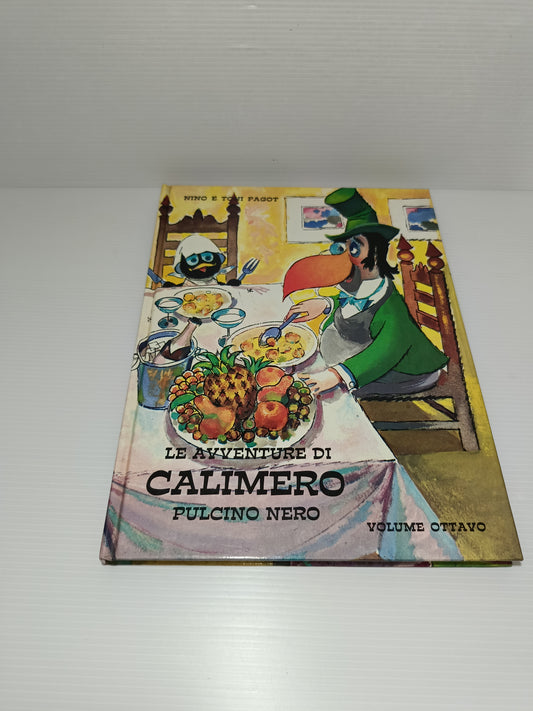 NINO E TONI PAGOT
LE AVVENTURE DI
CALIMERO
PULCINO NERO
VOLUME OTTAVO